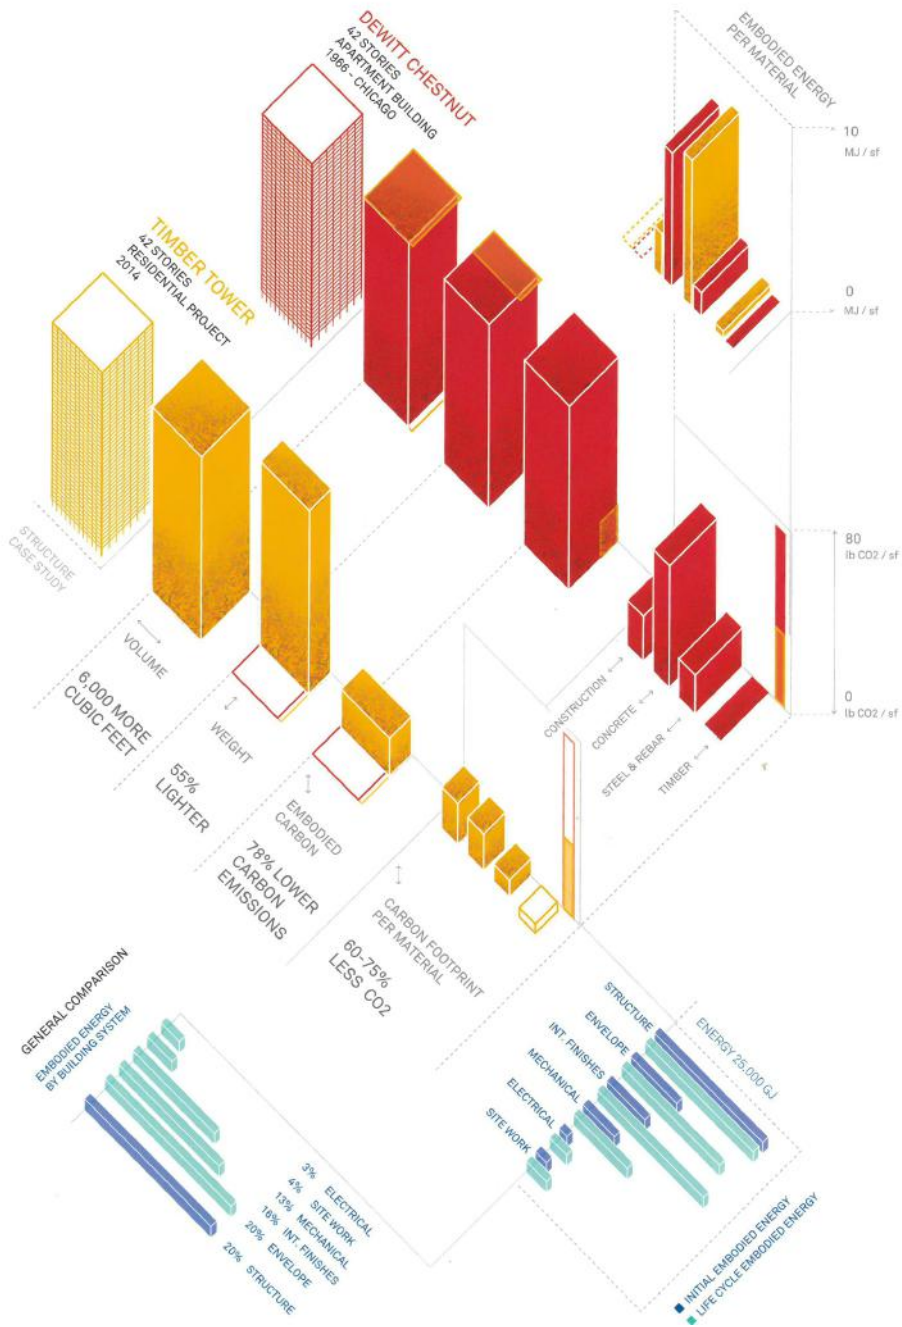 DEWITT CHESTNUT
42 STORIES
APARTMENT BUILDING
1966 - CHICAGO
EMBODIED ENERGY
PER MATERIAL
10
MJ / sf
0
MJ / sf
TIMBER TOWER
42 STORIES
RESIDENTIAL PROJECT
2014
STRUCTURE
CASE STUDY
VOLUME
6,000 MORE
CUBIC FEET
WEIGHT
55%
LIGHTER
EMBODIED
CARBON
78% LOWER
CARBON
EMISSIONS
CARBON FOOTPRINT
PER MATERIAL
60-75%
LESS CO2
CONSTRUCTION
CONCRETE
STEEL & REBAR
TIMBER
80
lb CO2 / sf
0
lb CO2 / sf
GENERAL COMPARISON
EMBODIED ENERGY
BY BUILDING SYSTEM
3% ELECTRICAL
4% SITE WORK
13% MECHANICAL
16% INT. FINISHES
20% ENVELOPE
20% STRUCTURE
STRUCTURE
ENVELOPE
INT. FINISHES
MECHANICAL
ELECTRICAL
SITE WORK
ENERGY 25.000 GJ
INITIAL EMBODIED ENERGY
LIFE CYCLE EMBODIED ENERGY